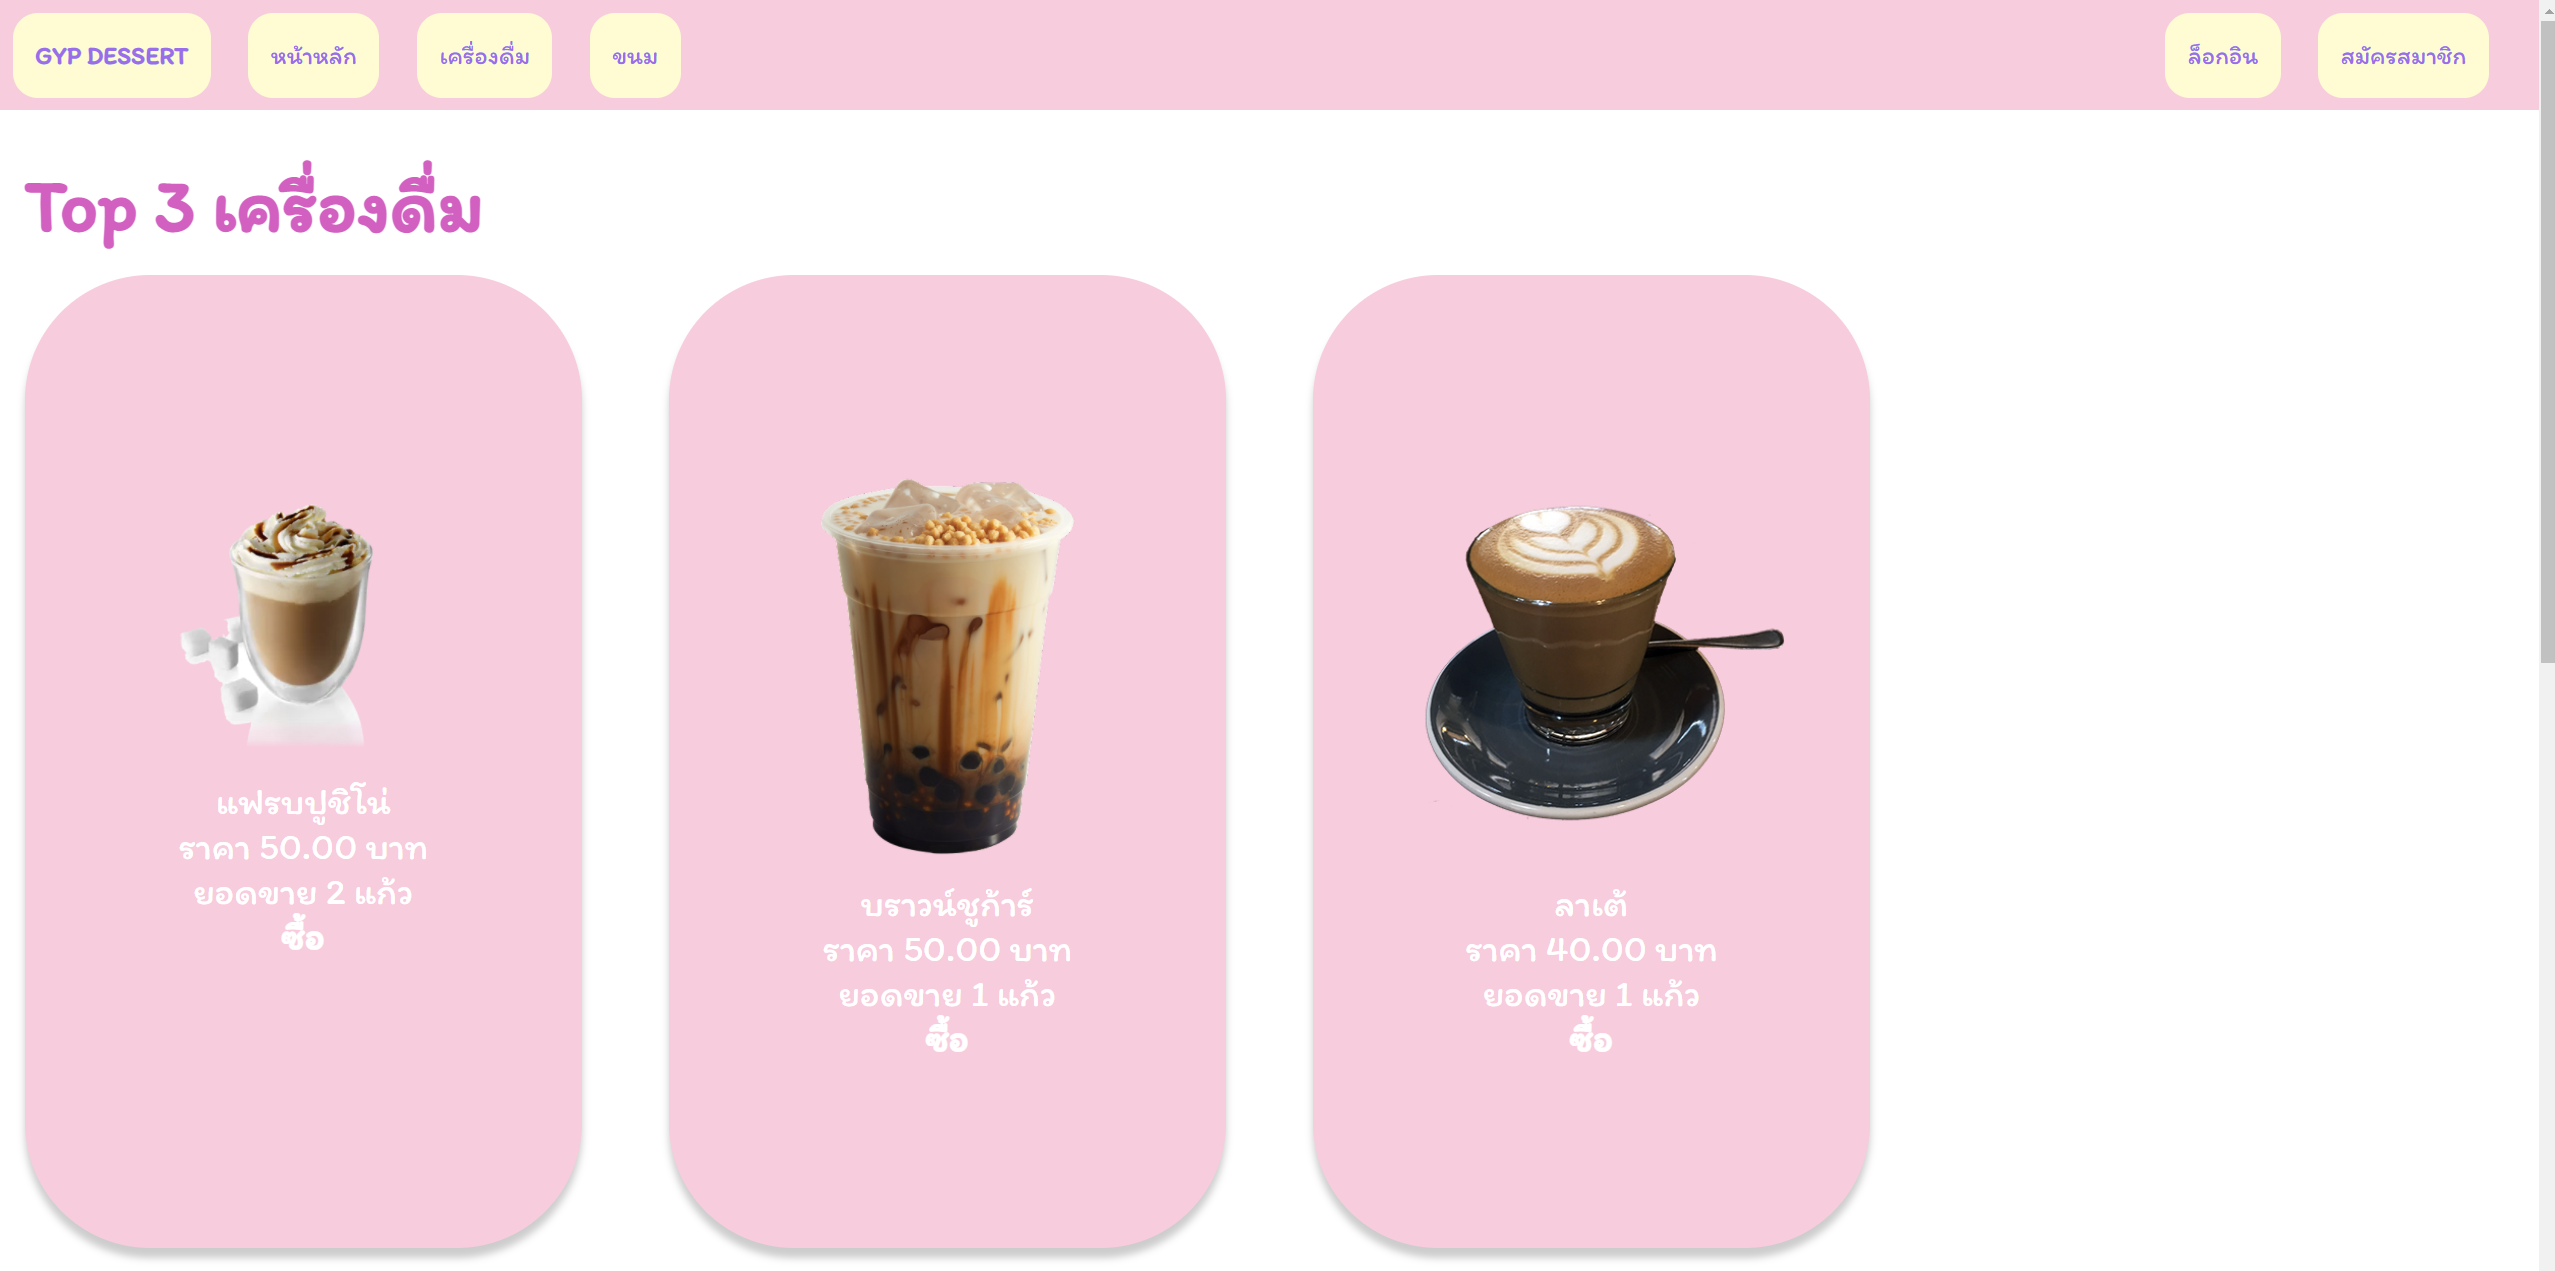 GYP DESSERT
หน้าหลัก
เครื่องดื่ม
ขนม
ล็อกอิน
สมัครสมาชิก
Top 3 เครื่องดื่ม
แฟรบปูชิโน่
ราคา 50.00 บาท
ยอดขาย 2 แก้ว
ซื้อ
บราวน์ชูก้าร์
ราคา 50.00 บาท
ยอดขาย 1 แก้ว
ซื้อ
ลาเต้
ราคา 40.00 บาท
ยอดขาย 1 แก้ว
ซื้อ